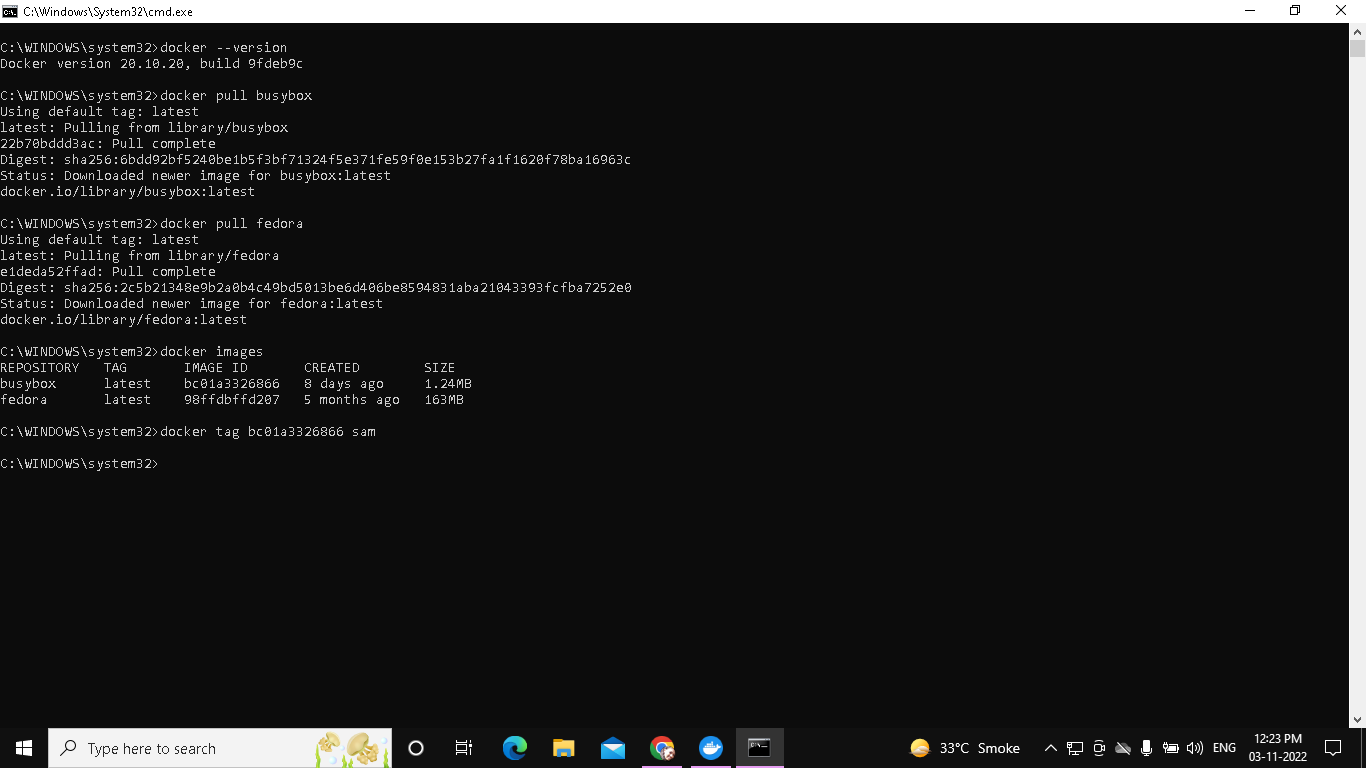 C:\Windows\System32\cmd.exe
C:\WINDOWS\system32>docker --version
Docker version 20.10.20, build 9fdeb9c
C:\WINDOWS\system32>docker pull busybox
Using default tag: latest
latest: Pulling from library/busybox
22b70bddd3ac: Pull complete
Digest: sha256:6bdd92bf5240be1b5f3bf71324f5e371fe59f0e153b27fa1f1620f78ba16963c
Status: Downloaded newer image for busybox:latest
docker.io/library/busybox:latest
C:\WINDOWS\system32>docker pull fedora
Using default tag: latest
latest: Pulling from library/fedora
e1deda52ffad: Pull complete
Digest: sha256:2c5b21348e9b2a0b4c49bd5013be6d406be8594831aba21043393fcfba7252e0
Status: Downloaded newer image for fedora:latest
docker.io/library/fedora:latest
C:\WINDOWS\system32>docker images
REPOSITORY   TAG       IMAGE ID       CREATED        SIZE
busybox      latest    bc01a3326866   8 days ago     1.24MB
fedora       latest    98ffdbffd207   5 months ago   163MB
C:\WINDOWS\system32>docker tag bc01a3326866 sam
C:\WINDOWS\system32>
Type here to search
33°C Smoke
ENG
12:23 PM
03-11-2022